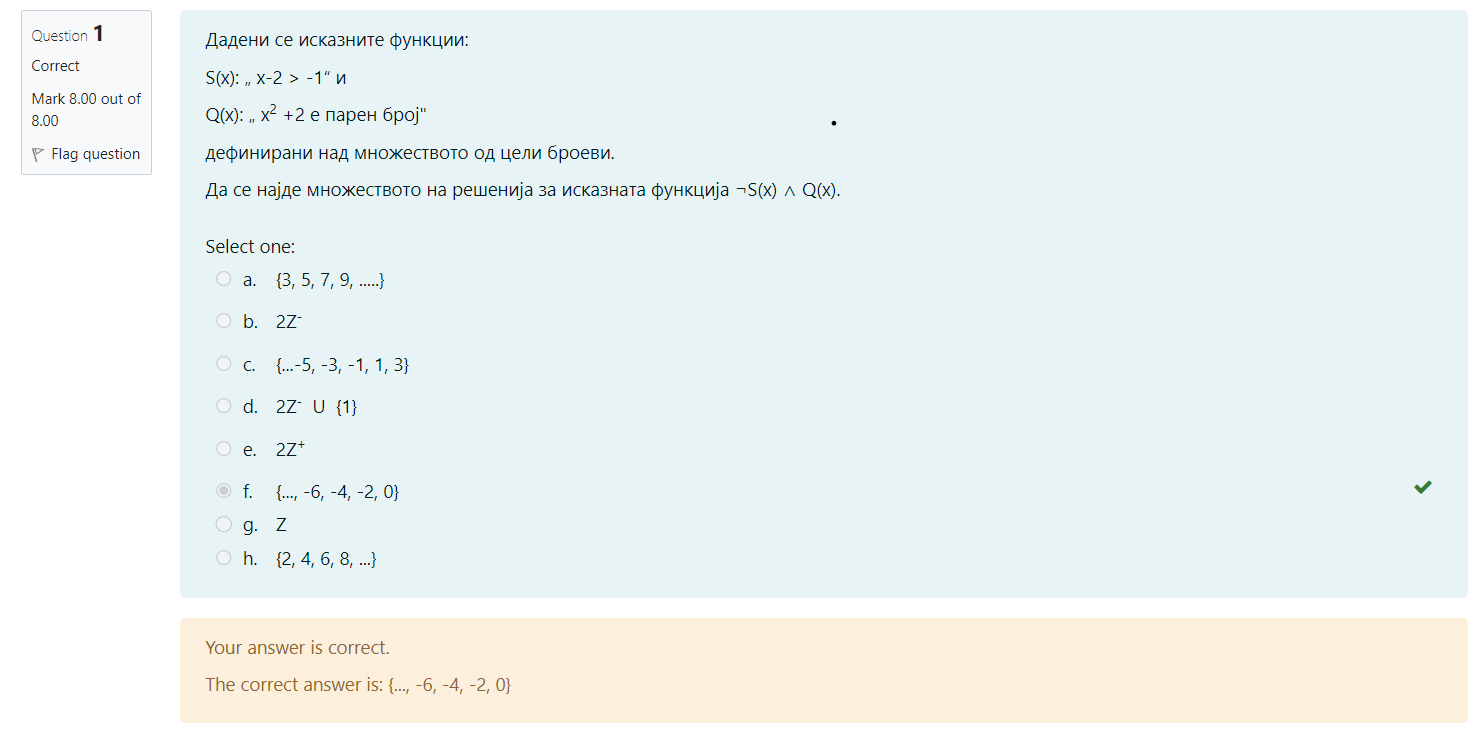 Question 1
Correct
Mark 8.00 out of
8.00
Flag question
Дадени се исказните функции:
S(x): „ x-2 > -1“ и
Q(x): „ x² +2 е парен број"
дефинирани над множеството од цели броеви.
Да се најде множеството на решенија за исказната функција ¬S(x) ∧ Q(x).
Select one:
a. {3, 5, 7, 9, .....}
b. 2Z⁻
c. {...-5, -3, -1, 1, 3}
d. 2Z⁻ U {1}
e. 2Z⁺
f. {..., -6, -4, -2, 0}
g. Z
h. {2, 4, 6, 8, ...}
Your answer is correct.
The correct answer is: {..., -6, -4, -2, 0}